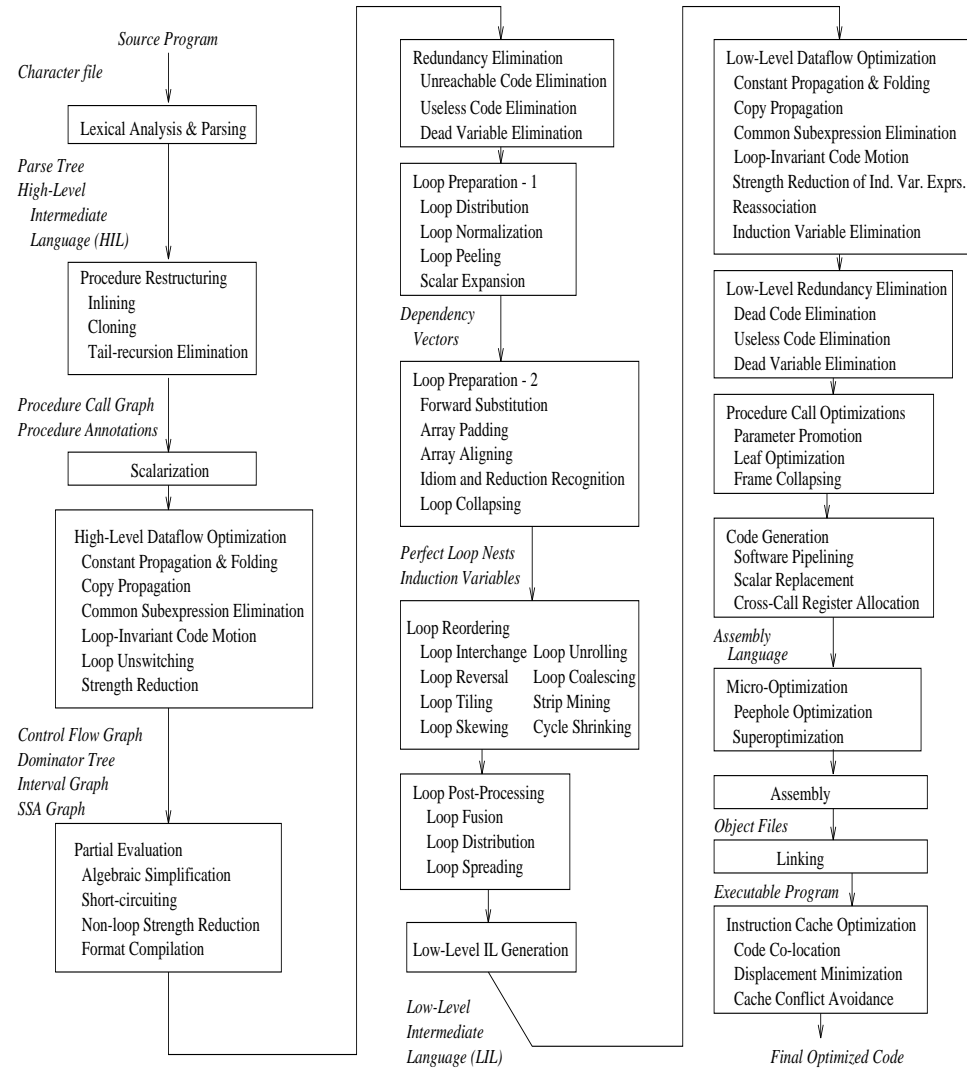 Source Program
Character file
Lexical Analysis & Parsing
Parse Tree
High-Level
Intermediate
Language (HIL)
Procedure Restructuring
Inlining
Cloning
Tail-recursion Elimination
Procedure Call Graph
Procedure Annotations
Scalarization
High-Level Dataflow Optimization
Constant Propagation & Folding
Copy Propagation
Common Subexpression Elimination
Loop-Invariant Code Motion
Loop Unswitching
Strength Reduction
Control Flow Graph
Dominator Tree
Interval Graph
SSA Graph
Partial Evaluation
Algebraic Simplification
Short-circuiting
Non-loop Strength Reduction
Format Compilation
Redundancy Elimination
Unreachable Code Elimination
Useless Code Elimination
Dead Variable Elimination
Loop Preparation - 1
Loop Distribution
Loop Normalization
Loop Peeling
Scalar Expansion
Dependency
Vectors
Loop Preparation - 2
Forward Substitution
Array Padding
Array Aligning
Idiom and Reduction Recognition
Loop Collapsing
Perfect Loop Nests
Induction Variables
Loop Reordering
Loop Interchange Loop Unrolling
Loop Reversal Loop Coalescing
Loop Tiling Strip Mining
Loop Skewing Cycle Shrinking
Loop Post-Processing
Loop Fusion
Loop Distribution
Loop Spreading
Low-Level IL Generation
Low-Level
Intermediate
Language (LIL)
Low-Level Dataflow Optimization
Constant Propagation & Folding
Copy Propagation
Common Subexpression Elimination
Loop-Invariant Code Motion
Strength Reduction of Ind. Var. Exprs.
Reassociation
Induction Variable Elimination
Low-Level Redundancy Elimination
Dead Code Elimination
Useless Code Elimination
Dead Variable Elimination
Procedure Call Optimizations
Parameter Promotion
Leaf Optimization
Frame Collapsing
Code Generation
Software Pipelining
Scalar Replacement
Cross-Call Register Allocation
Assembly
Language
Micro-Optimization
Peephole Optimization
Superoptimization
Assembly
Object Files
Linking
Executable Program
Instruction Cache Optimization
Code Co-location
Displacement Minimization
Cache Conflict Avoidance
Final Optimized Code